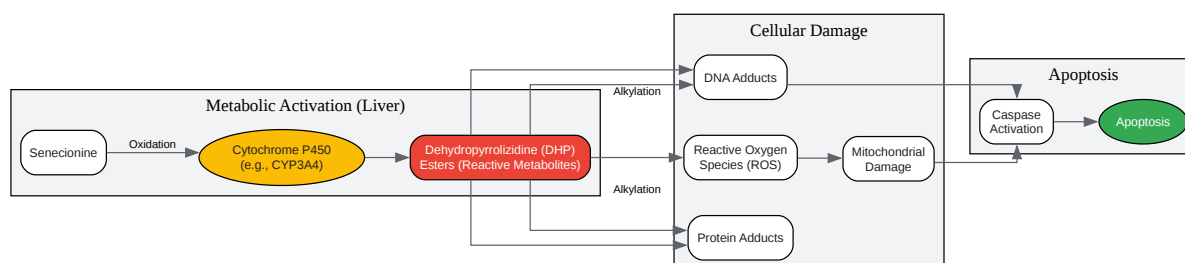 Cellular Damage
Metabolic Activation (Liver)
Apoptosis
Senecionine
Oxidation
Cytochrome P450
(e.g., CYP3A4)
Dehydropyrrolizidine (DHP)
Esters (Reactive Metabolites)
Alkylation
Alkylation
DNA Adducts
Reactive Oxygen
Species (ROS)
Protein Adducts
Mitochondrial
Damage
Caspase
Activation
Apoptosis